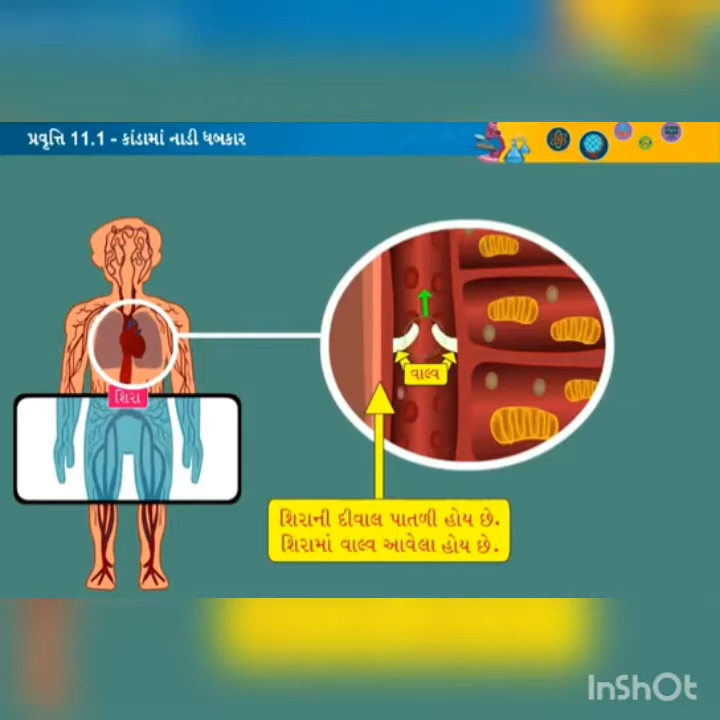 પ્રવૃત્તિ 11.1 - કાંડામાં નાડી ધબકાર
વાલ્વ
શિરા
શિરાની દીવાલ પાતળી હોય છે.
શિરામાં વાલ્વ આવેલા હોય છે.
InShOt